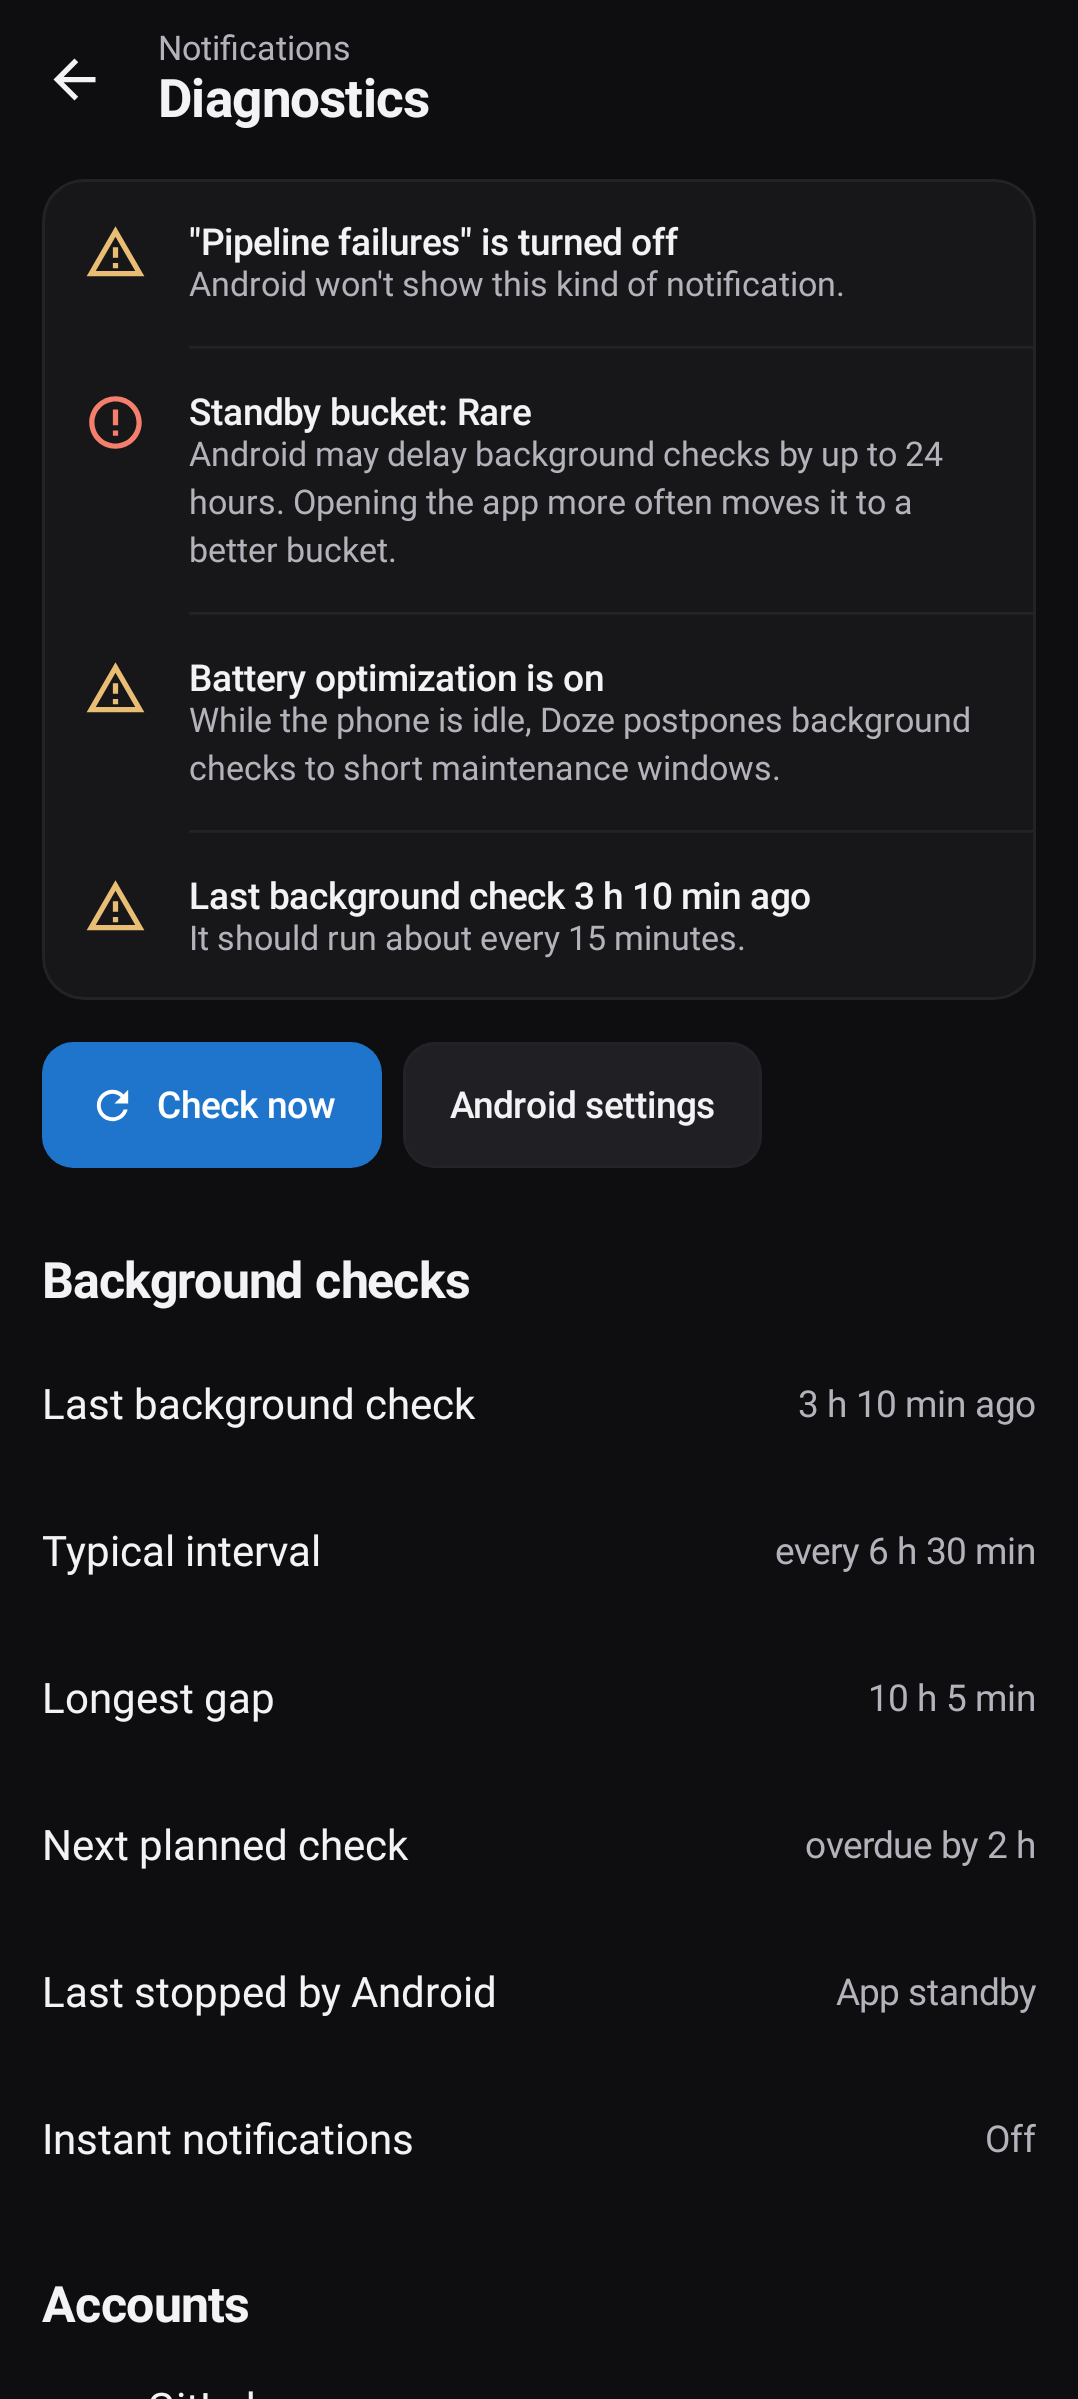 Notifications
Diagnostics
"Pipeline failures" is turned off
Android won't show this kind of notification.
Standby bucket: Rare
Android may delay background checks by up to 24
hours. Opening the app more often moves it to a
better bucket.
Battery optimization is on
While the phone is idle, Doze postpones background
checks to short maintenance windows.
Last background check 3 h 10 min ago
It should run about every 15 minutes.
Check now
Android settings
Background checks
Last background check
3 h 10 min ago
Typical interval
every 6 h 30 min
Longest gap
10 h 5 min
Next planned check
overdue by 2 h
Last stopped by Android
App standby
Instant notifications
Off
Accounts